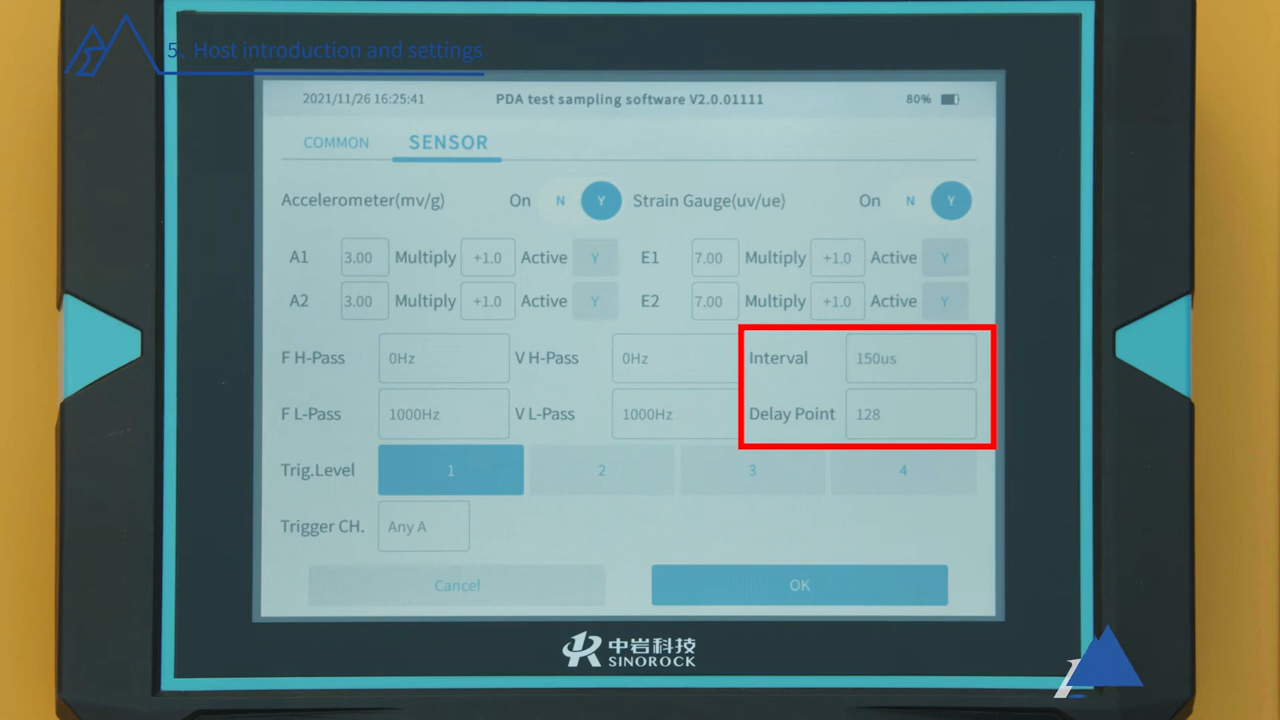 5、Host introduction and settings
2021/11/26 16:25:41 PDA test sampling software V2.0.01111 80%
COMMON SENSOR
Accelerometer(mv/g) On N Y Strain Gauge(uv/ue) On N Y
A1 3.00 Multiply +1.0 Active Y E1 7.00 Multiply +1.0 Active Y
A2 3.00 Multiply +1.0 Active Y E2 7.00 Multiply +1.0 Active Y
F H-Pass 0Hz V H-Pass 0Hz Interval 150us
F L-Pass 1000Hz V L-Pass 1000Hz Delay Point 128
Trig.Level 1 2 3 4
Trigger CH. Any A
Cancel OK
中岩科技
SINOROCK